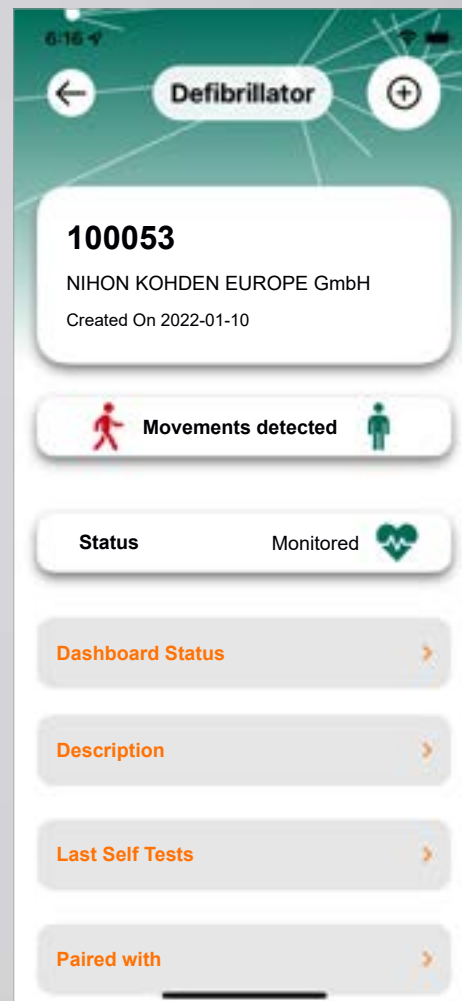 6:16
Defibrillator
100053
NIHON KOHDEN EUROPE GmbH
Created On 2022-01-10
Movements detected
Status Monitored
Dashboard Status
Description
Last Self Tests
Paired with